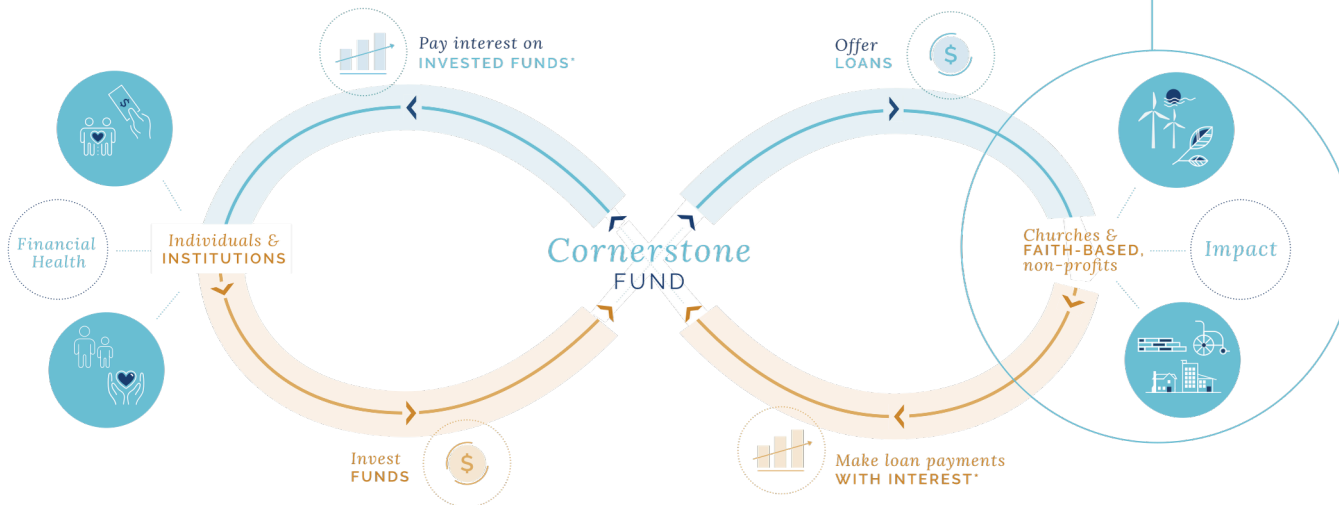 Pay interest on
INVESTED FUNDS*
Offer
LOANS
$
$
Financial
Health
Individuals &
INSTITUTIONS
Cornerstone
FUND
Churches &
FAITH-BASED,
non-profits
Impact
Invest
FUNDS
$
Make loan payments
WITH INTEREST*